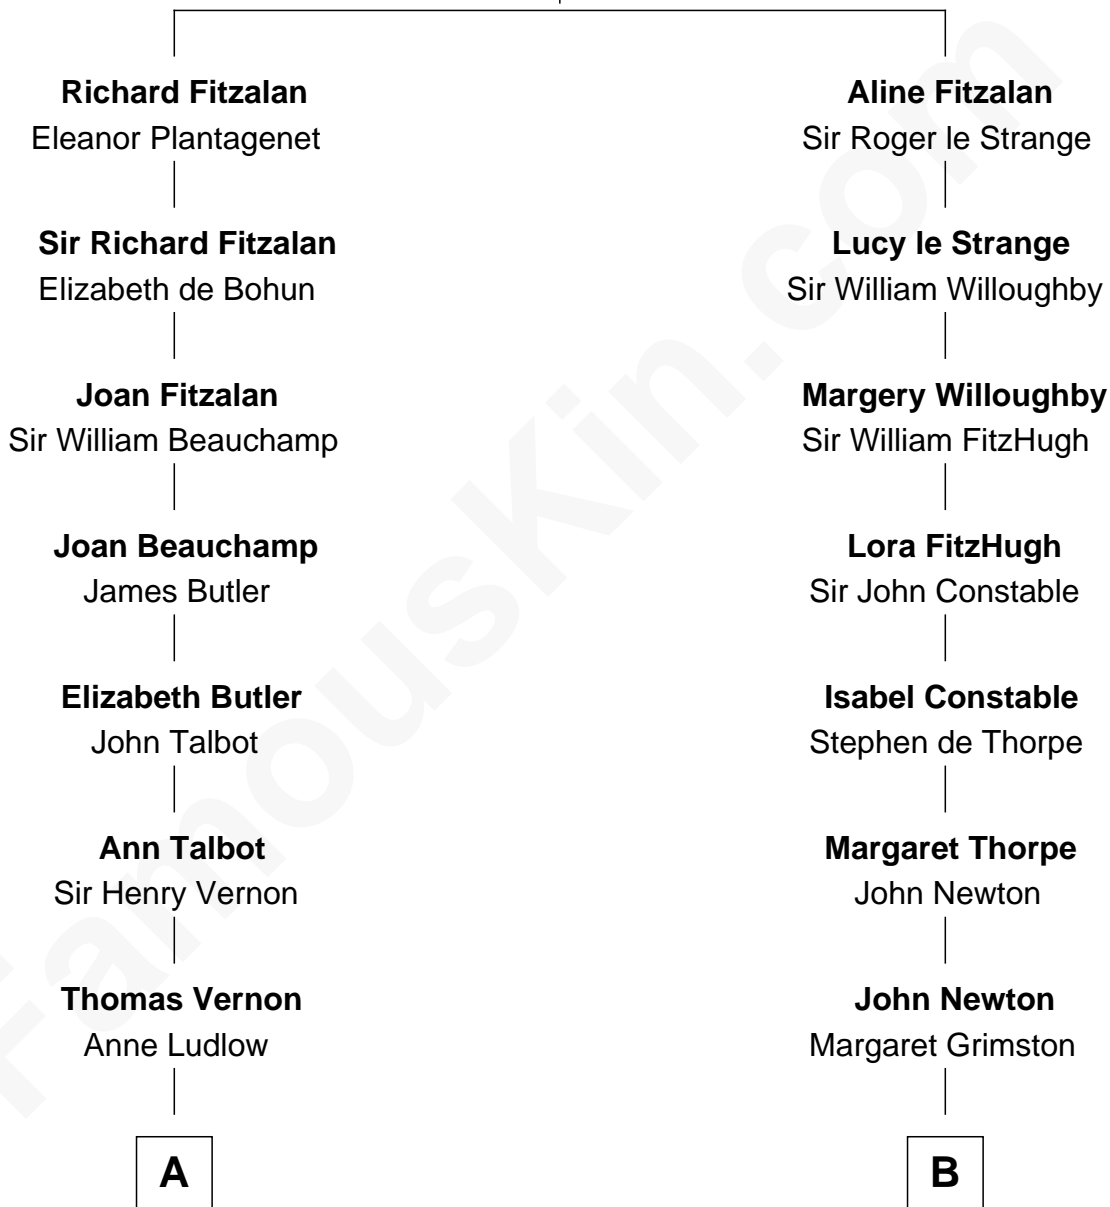 Richard Fitzalan
Eleanor Plantagenet
Sir Richard Fitzalan
Elizabeth de Bohun
Joan Fitzalan
Sir William Beauchamp
Joan Beauchamp
James Butler
Elizabeth Butler
John Talbot
Ann Talbot
Sir Henry Vernon
Thomas Vernon
Anne Ludlow
A
Aline Fitzalan
Sir Roger le Strange
Lucy le Strange
Sir William Willoughby
Margery Willoughby
Sir William FitzHugh
Lora FitzHugh
Sir John Constable
Isabel Constable
Stephen de Thorpe
Margaret Thorpe
John Newton
John Newton
Margaret Grimston
B
FamousKin.com